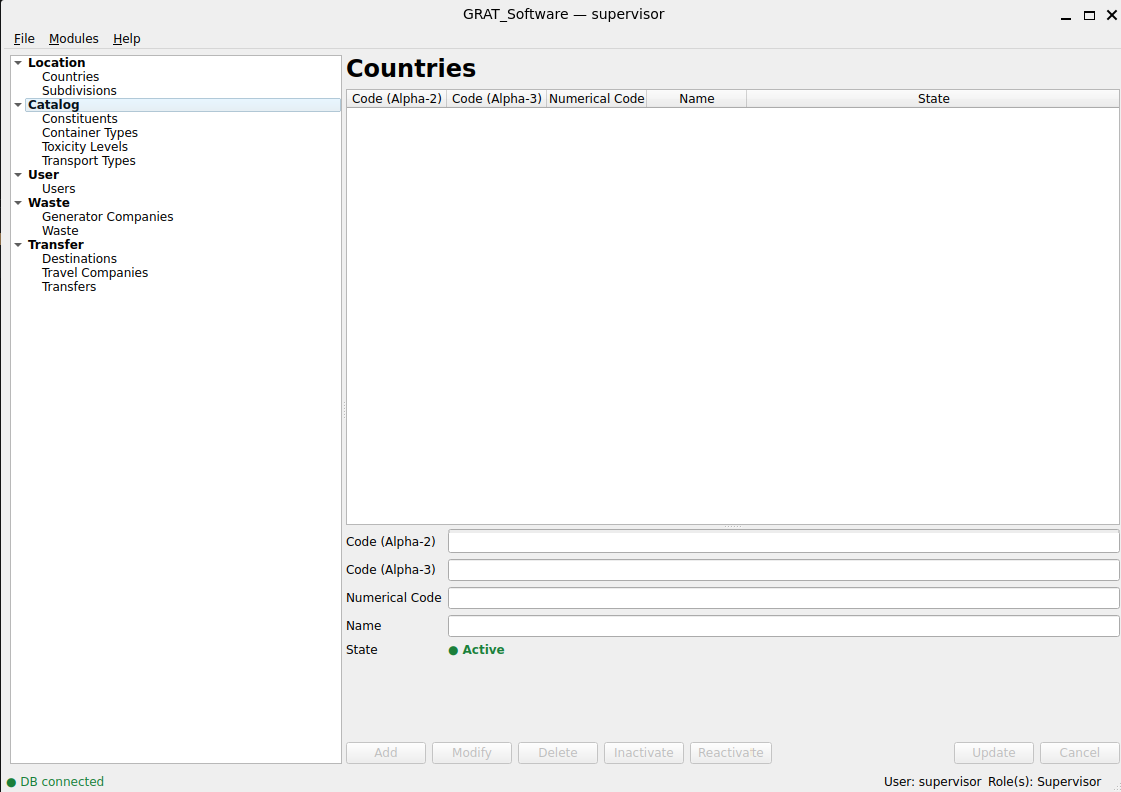 GRAT_Software — supervisor
File Modules Help
Location
Countries
Subdivisions
Catalog
Constituents
Container Types
Toxicity Levels
Transport Types
User
Users
Waste
Generator Companies
Waste
Transfer
Destinations
Travel Companies
Transfers
Countries
Code (Alpha-2) Code (Alpha-3) Numerical Code Name State
Code (Alpha-2)
Code (Alpha-3)
Numerical Code
Name
State Active
Add Modify Delete Inactivate Reactivate Update Cancel
DB connected User: supervisor Role(s): Supervisor